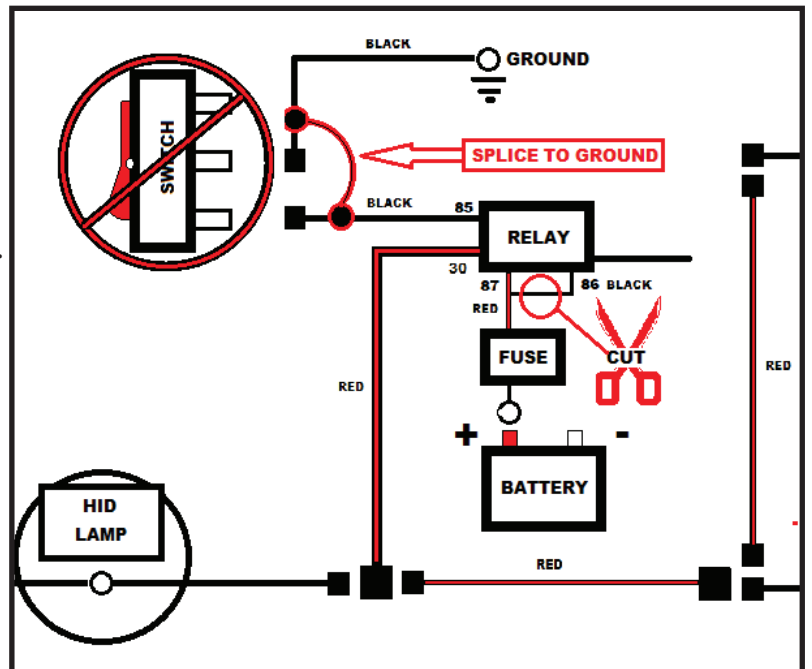 BLACK
GROUND
SWITCH
SPLICE TO GROUND
BLACK
85
RELAY
30
87
86 BLACK
RED
FUSE
CUT
RED
RED
+
-
BATTERY
HID
LAMP
RED